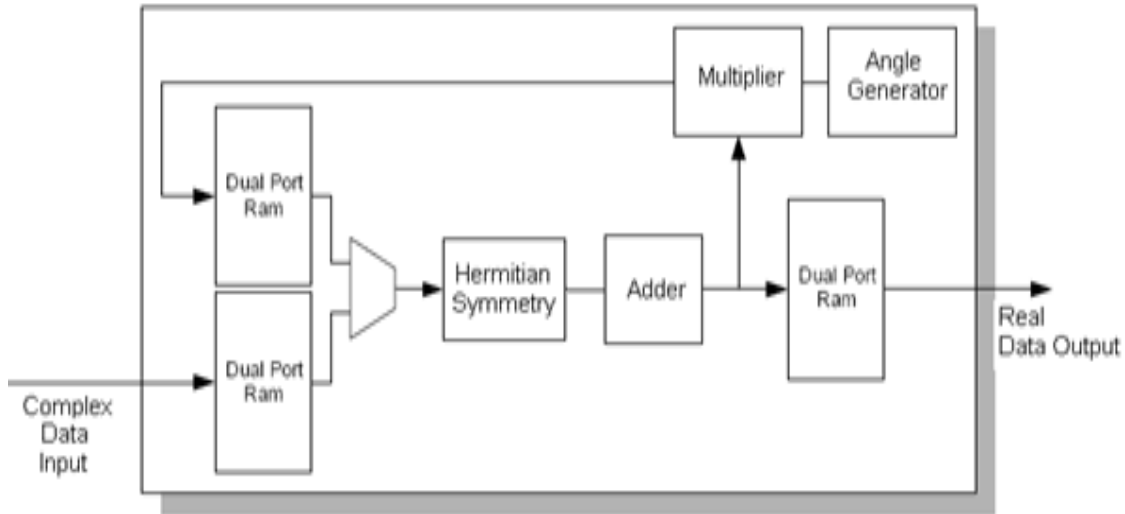 Multiplier
Angle
Generator
Dual Port
Ram
Hermitian
Symmetry
Adder
Dual Port
Ram
Real
Data Output
Dual Port
Ram
Complex
Data
Input